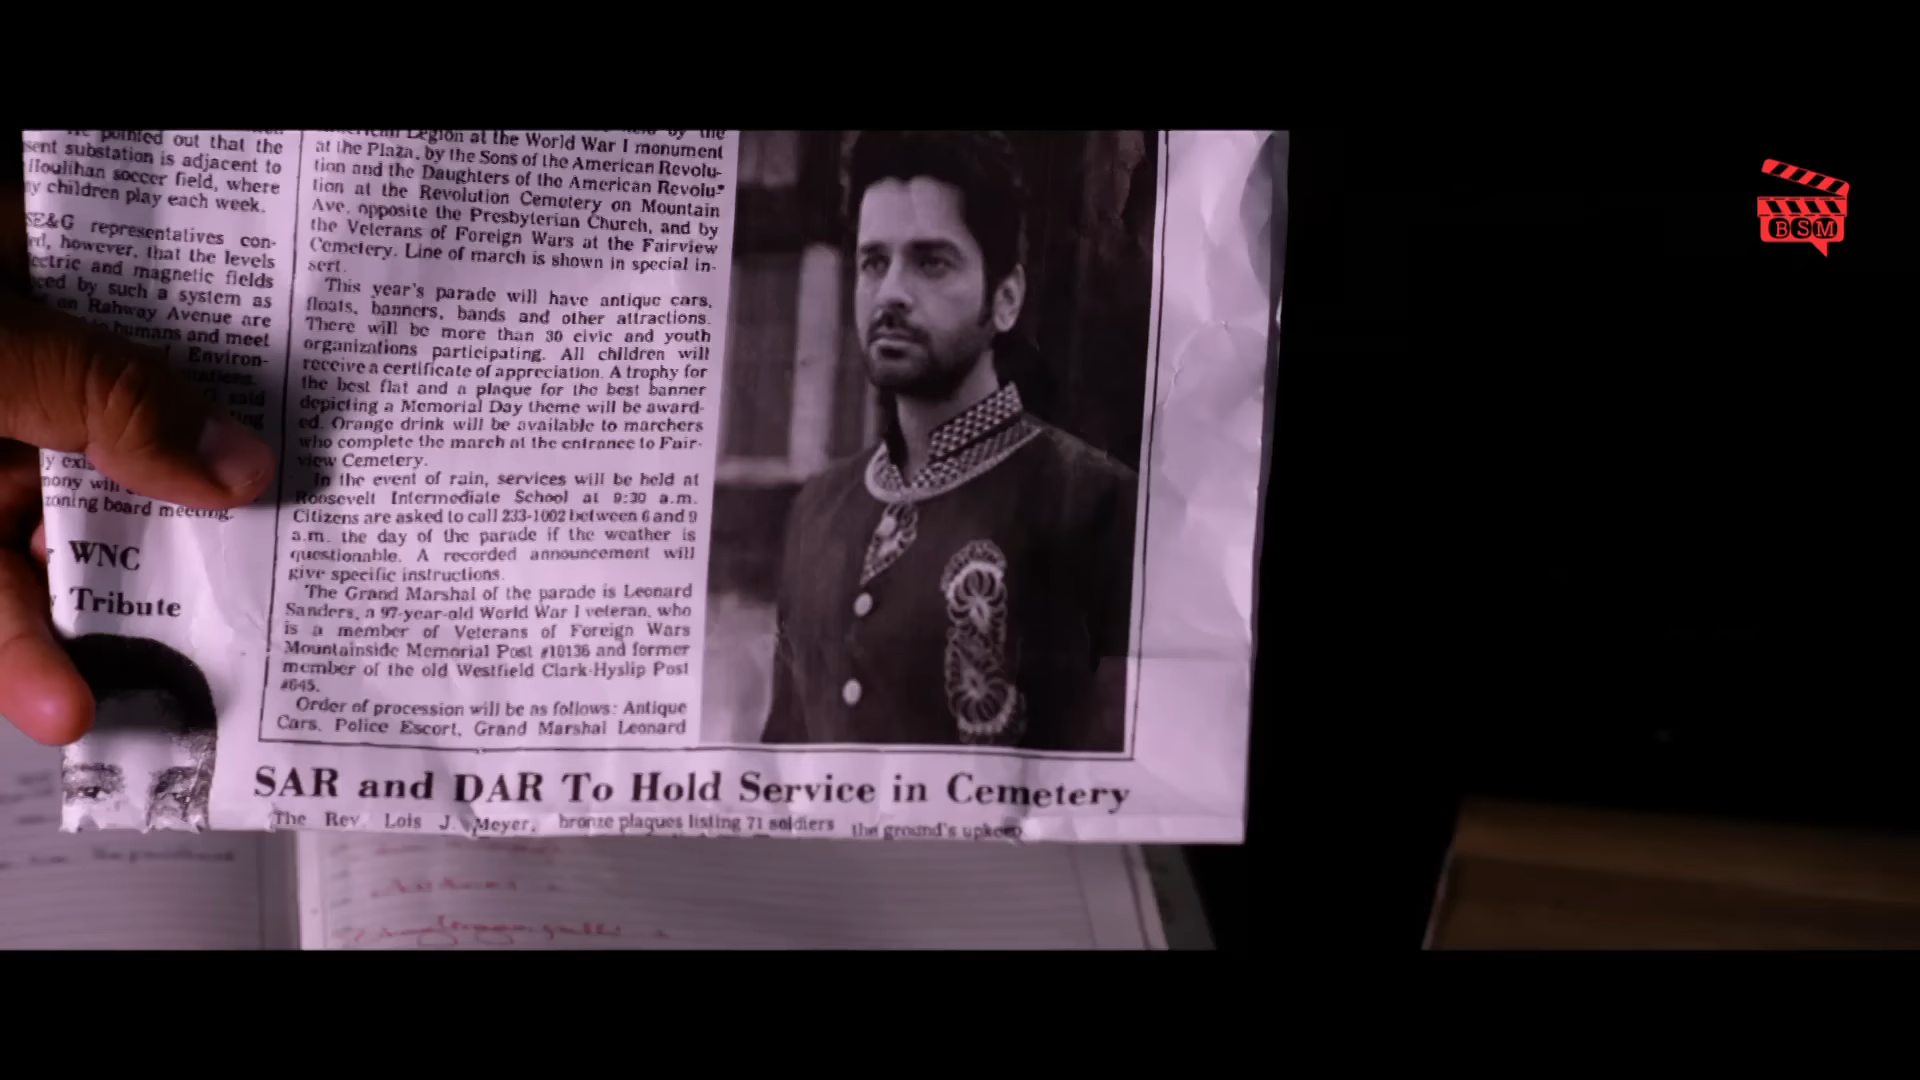 He pointed out that the
sent substation is adjacent to
Houlihan soccer field, where
y children play each week.
SE&G representatives con-
ed, however, that the levels
ectric and magnetic fields
ced by such a system as
on Rahway Avenue are
to humans and meet
Environ-
said
ting
y exis
mony will
zoning board meeting.
WNC
Tribute
American Legion at the World War I monument
at the Plaza, by the Sons of the American Revolu-
tion and the Daughters of the American Revolu-
tion at the Revolution Cemetery on Mountain
Ave. opposite the Presbyterian Church, and by
the Veterans of Foreign Wars at the Fairview
Cemetery. Line of march is shown in special in-
sert.
This year's parade will have antique cars,
floats, banners, bands and other attractions.
There will be more than 30 civic and youth
organizations participating. All children will
receive a certificate of appreciation. A trophy for
the best flat and a plaque for the best banner
depicting a Memorial Day theme will be award-
ed. Orange drink will be available to marchers
who complete the march at the entrance to Fair-
view Cemetery.
In the event of rain, services will be held at
Roosevelt Intermediate School at 9:30 a.m.
Citizens are asked to call 233-1002 between 6 and 9
a.m. the day of the parade if the weather is
questionable. A recorded announcement will
give specific instructions.
The Grand Marshal of the parade is Leonard
Sanders, a 97-year-old World War I veteran, who
is a member of Veterans of Foreign Wars
Mountainside Memorial Post #10136 and former
member of the old Westfield Clark-Hyslip Post
#645.
Order of procession will be as follows: Antique
Cars, Police Escort, Grand Marshal Leonard
SAR and DAR To Hold Service in Cemetery
The Rev. Lois J. Meyer,
bronze plaques listing 71 soldiers
the ground's upkeep
BSM